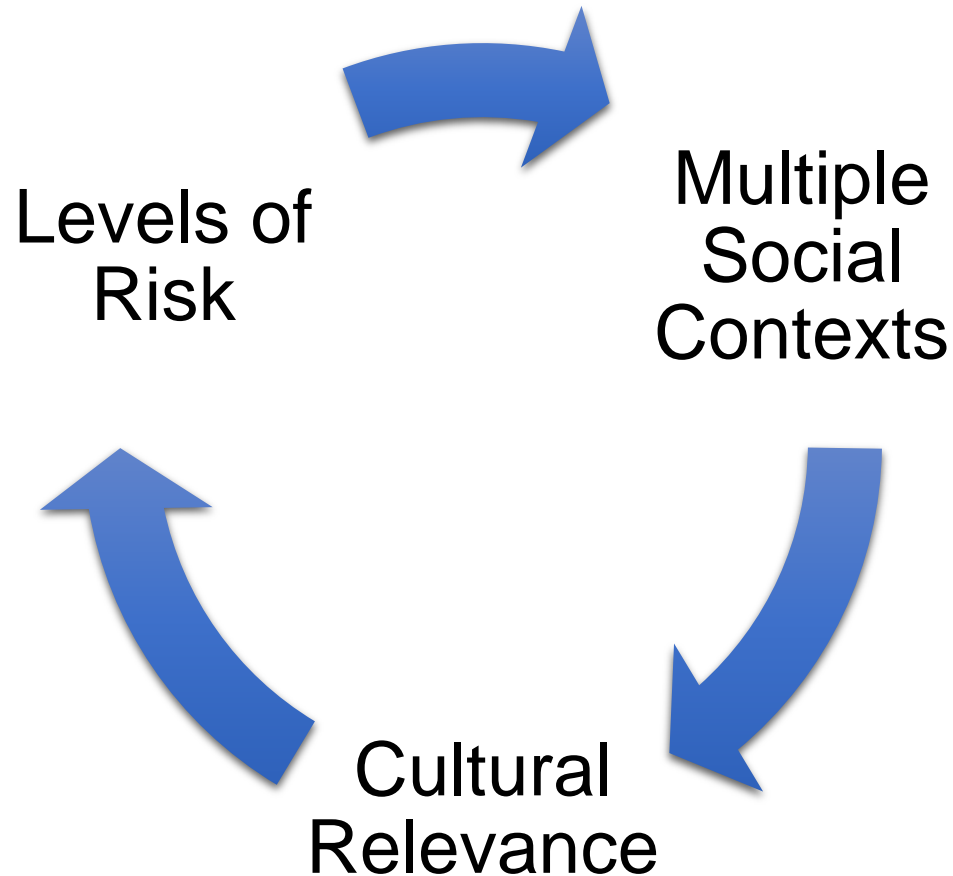 Levels of
Risk
Multiple
Social
Contexts
Cultural
Relevance